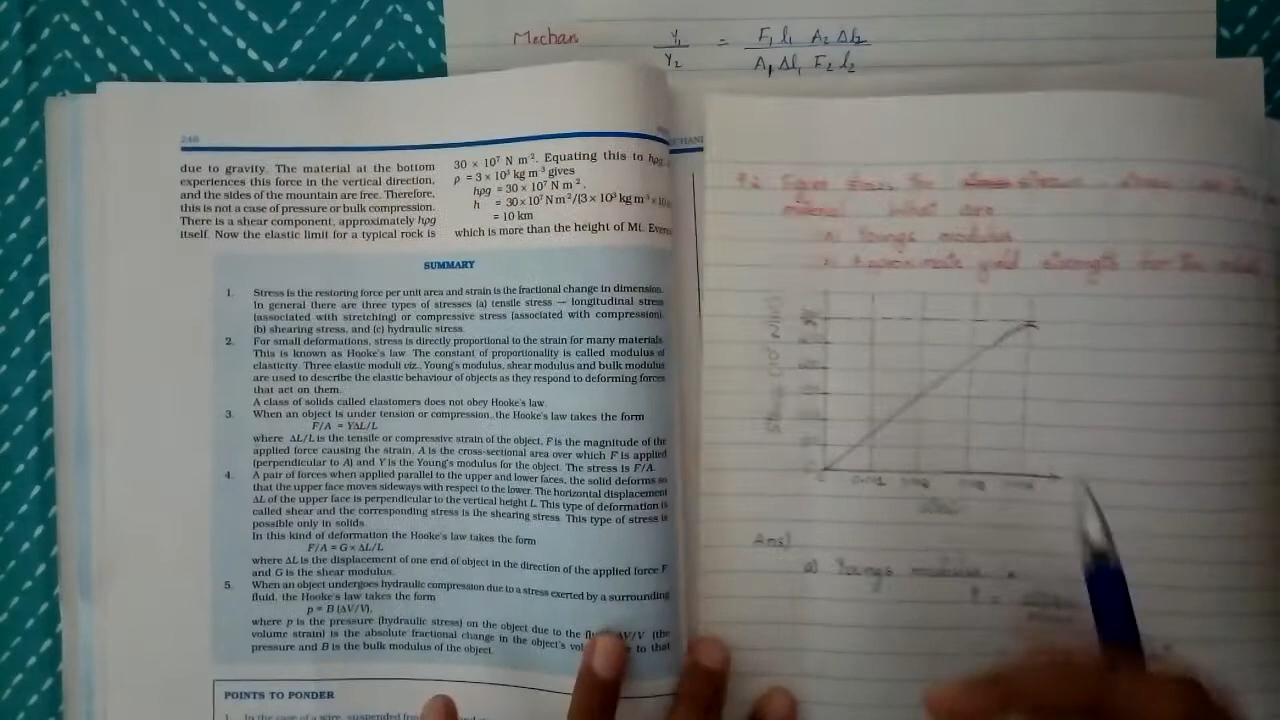 Mechan
Y₁ / Y₂ = F₁ l₁ A₂ Δl₂ / A₁ Δl₁ F₂ l₂
248
due to gravity. The material at the bottom
experiences this force in the vertical direction,
and the sides of the mountain are free. Therefore,
this is not a case of pressure or bulk compression.
There is a shear component, approximately hρg
itself. Now the elastic limit for a typical rock is
30 × 10⁷ N m⁻². Equating this to hρg,
ρ = 3 × 10³ kg m⁻³ gives
hρg = 30 × 10⁷ N m⁻².
h = 30 × 10⁷ N m⁻²/(3 × 10³ kg m⁻³ × 10
= 10 km
which is more than the height of Mt.
SUMMARY
1. Stress is the restoring force per unit area and strain is the fractional change in dimension.
In general there are three types of stresses (a) tensile stress — longitudinal stress
(associated with stretching) or compressive stress (associated with compression),
(b) shearing stress, and (c) hydraulic stress.
2. For small deformations, stress is directly proportional to the strain for many materials.
This is known as Hooke's law. The constant of proportionality is called modulus of
elasticity. Three elastic moduli viz., Young's modulus, shear modulus and bulk modulus
are used to describe the elastic behaviour of objects as they respond to deforming forces
that act on them.
A class of solids called elastomers does not obey Hooke's law.
3. When an object is under tension or compression, the Hooke's law takes the form
F/A = YΔL/L
where ΔL/L is the tensile or compressive strain of the object, F is the magnitude of the
applied force causing the strain, A is the cross-sectional area over which F is applied
(perpendicular to A) and Y is the Young's modulus for the object. The stress is F/A.
4. A pair of forces when applied parallel to the upper and lower faces, the solid deforms so
that the upper face moves sideways with respect to the lower. The horizontal displacement
ΔL of the upper face is perpendicular to the vertical height L. This type of deformation is
called shear and the corresponding stress is the shearing stress. This type of stress is
possible only in solids.
In this kind of deformation the Hooke's law takes the form
F/A = G × ΔL/L
where ΔL is the displacement of one end of object in the direction of the applied force F
and G is the shear modulus.
5. When an object undergoes hydraulic compression due to a stress exerted by a surrounding
fluid, the Hooke's law takes the form
p = B (ΔV/V),
where p is the pressure (hydraulic stress) on the object due to the ΔV/V (the
volume strain) is the absolute fractional change in the object's to that
pressure and B is the bulk modulus of the object.
POINTS TO PONDER
1. In the case of a wire, suspended
What are
Youngs modulus
yield strength
0.001
Ans)
a) Youngs modulus